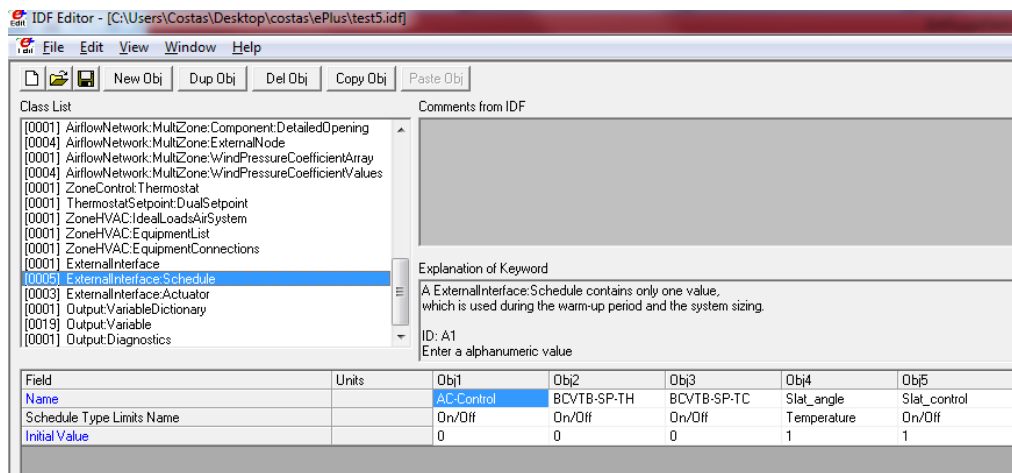 IDF Editor - [C:\Users\Costas\Desktop\costas\ePlus\test5.idf]
File Edit View Window Help
New Obj Dup Obj Del Obj Copy Obj Paste Obj
Class List
[0001] AirflowNetwork:MultiZone:Component:DetailedOpening
[0004] AirflowNetwork:MultiZone:ExternalNode
[0001] AirflowNetwork:MultiZone:WindPressureCoefficientArray
[0004] AirflowNetwork:MultiZone:WindPressureCoefficientValues
[0001] ZoneControl:Thermostat
[0001] ThermostatSetpoint:DualSetpoint
[0001] ZoneHVAC:IdealLoadsAirSystem
[0001] ZoneHVAC:EquipmentList
[0001] ZoneHVAC:EquipmentConnections
[0001] ExternalInterface
[0005] ExternalInterface:Schedule
[0003] ExternalInterface:Actuator
[0001] Output:VariableDictionary
[0019] Output:Variable
[0001] Output:Diagnostics
Comments from IDF
Explanation of Keyword
A ExternalInterface:Schedule contains only one value,
which is used during the warm-up period and the system sizing.
ID: A1
Enter a alphanumeric value
Field Units Obj1 Obj2 Obj3 Obj4 Obj5
Name AC-Control BCVTB-SP-TH BCVTB-SP-TC Slat_angle Slat_control
Schedule Type Limits Name On/Off On/Off On/Off Temperature On/Off
Initial Value 0 0 0 1 1